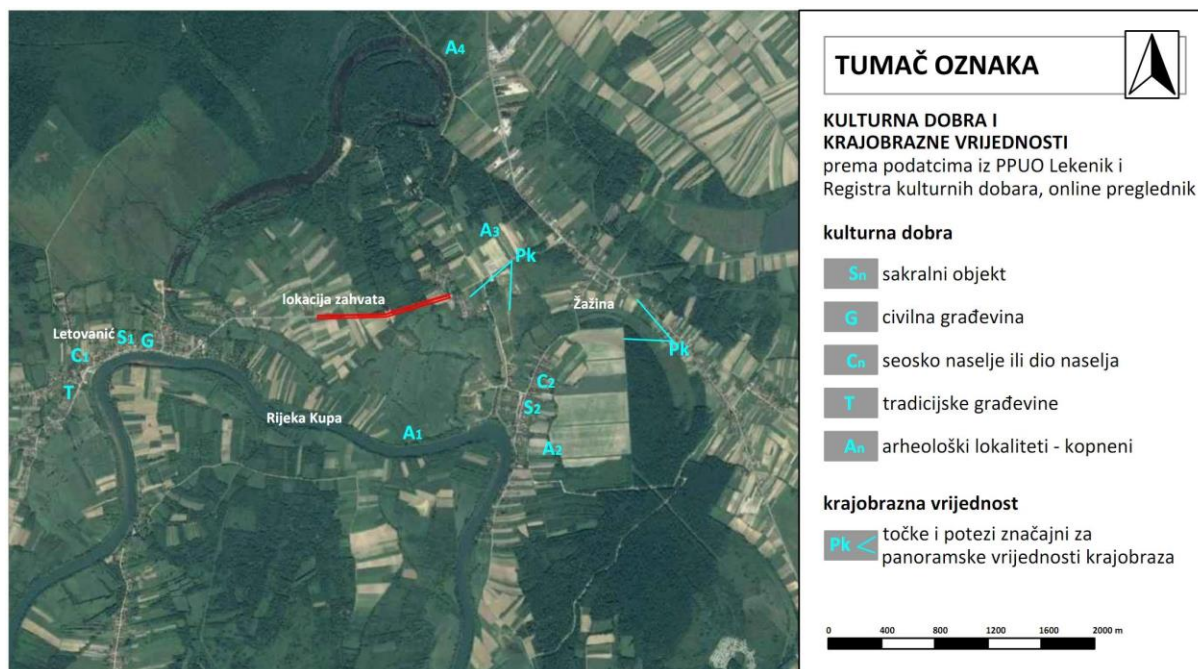 A4
A3
Pk
lokacija zahvata
Žažina
Letovanić
S1
G
C1
Pk
T
C2
S2
Rijeka Kupa
A1
A2
TUMAČ OZNAKA
KULTURNA DOBRA I
KRAJOBRAZNE VRIJEDNOSTI
prema podatcima iz PPUO Lekenik i
Registra kulturnih dobara, online preglednik
kulturna dobra
Sn sakralni objekt
G civilna građevina
Cn seosko naselje ili dio naselja
T tradicijske građevine
An arheološki lokaliteti - kopneni
krajobrazna vrijednost
Pk točke i potezi značajni za
panoramske vrijednosti krajobraza
0 400 800 1200 1600 2000 m